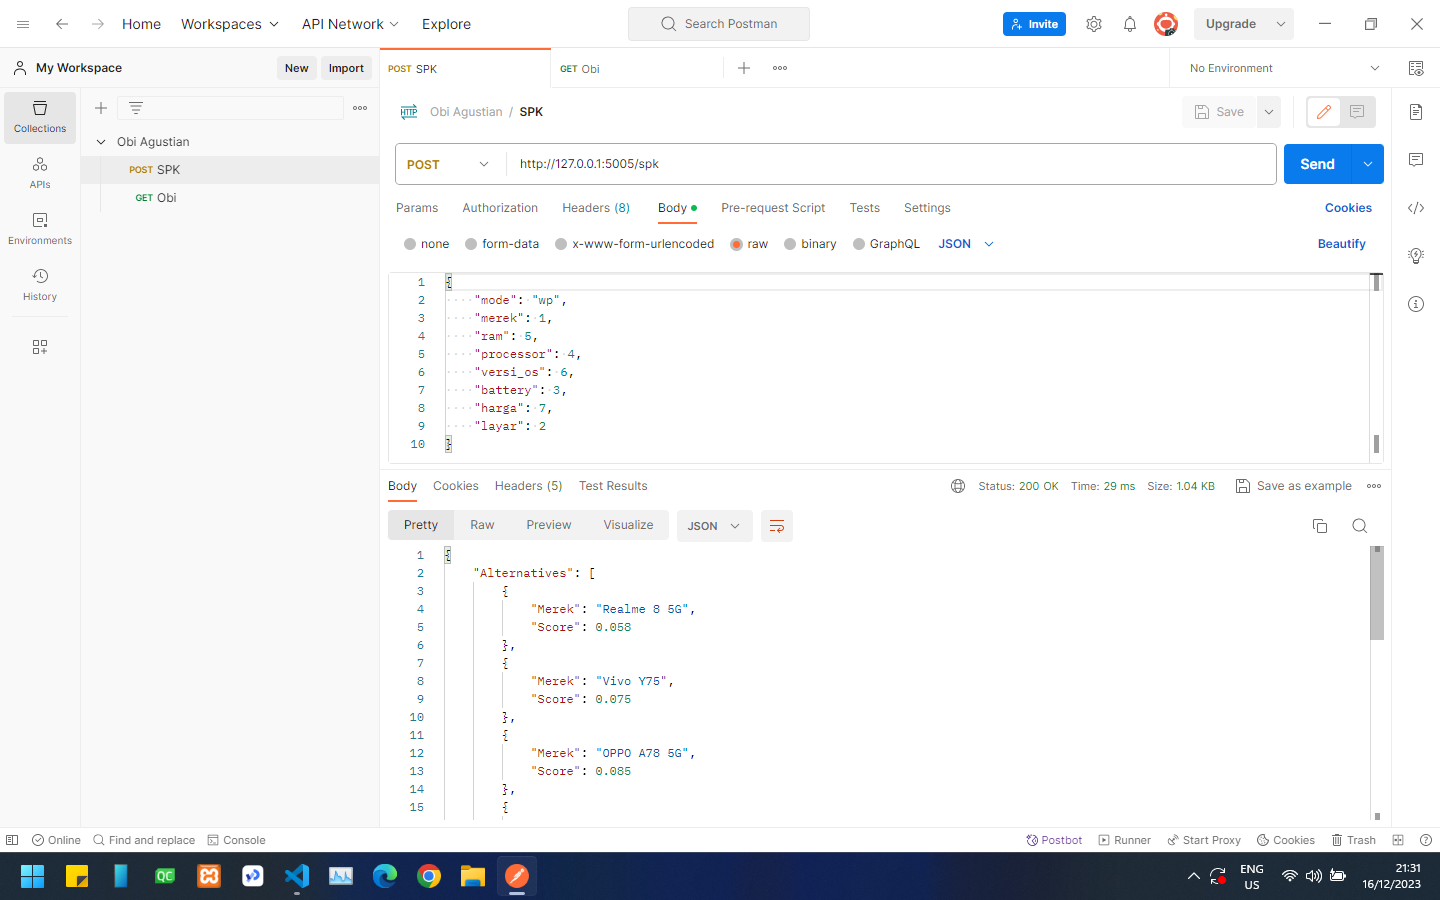 Home Workspaces API Network Explore Search Postman Invite Upgrade
My Workspace New Import POST SPK GET Obi No Environment
Collections
APIs
Environments
History
Obi Agustian
POST SPK
GET Obi
HTTP Obi Agustian / SPK Save
POST http://127.0.0.1:5005/spk Send
Params Authorization Headers (8) Body Pre-request Script Tests Settings Cookies
none form-data x-www-form-urlencoded raw binary GraphQL JSON Beautify
1 {
2 "mode": "wp",
3 "merek": 1,
4 "ram": 5,
5 "processor": 4,
6 "versi_os": 6,
7 "battery": 3,
8 "harga": 7,
9 "layar": 2
10 }
Body Cookies Headers (5) Test Results Status: 200 OK Time: 29 ms Size: 1.04 KB Save as example
Pretty Raw Preview Visualize JSON
1 {
2 "Alternatives": [
3 {
4 "Merek": "Realme 8 5G",
5 "Score": 0.058
6 },
7 {
8 "Merek": "Vivo Y75",
9 "Score": 0.075
10 },
11 {
12 "Merek": "OPPO A78 5G",
13 "Score": 0.085
14 },
15 {
Online Find and replace Console Postbot Runner Start Proxy Cookies Trash
QC
ENG
US
21:31
16/12/2023